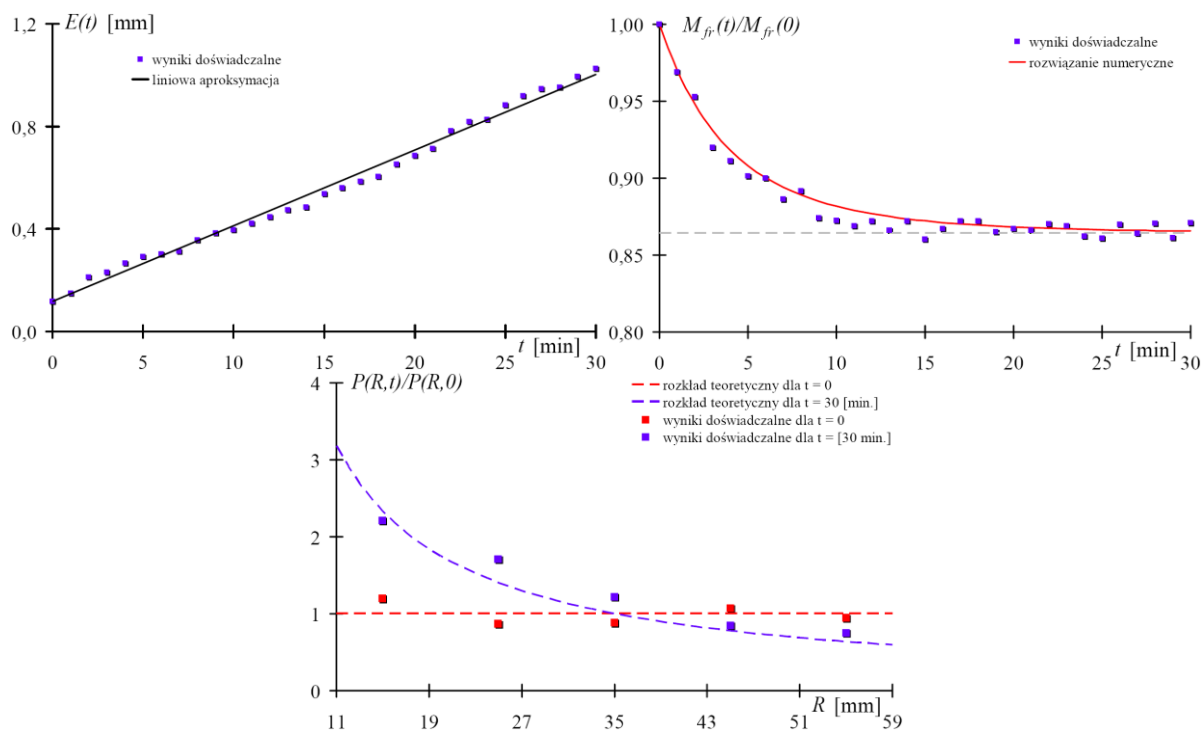 E(t) [mm]
1,2
0,8
0,4
0,0
wyniki doświadczalne
liniowa aproksymacja
0 5 10 15 20 25 30
t [min]
M_fr(t)/M_fr(0)
1,00
0,95
0,90
0,85
0,80
wyniki doświadczalne
rozwiązanie numeryczne
0 5 10 15 20 25 30
t [min]
P(R,t)/P(R,0)
4
3
2
1
0
rozkład teoretyczny dla t = 0
rozkład teoretyczny dla t = 30 [min.]
wyniki doświadczalne dla t = 0
wyniki doświadczalne dla t = [30 min.]
11 19 27 35 43 51 59
R [mm]